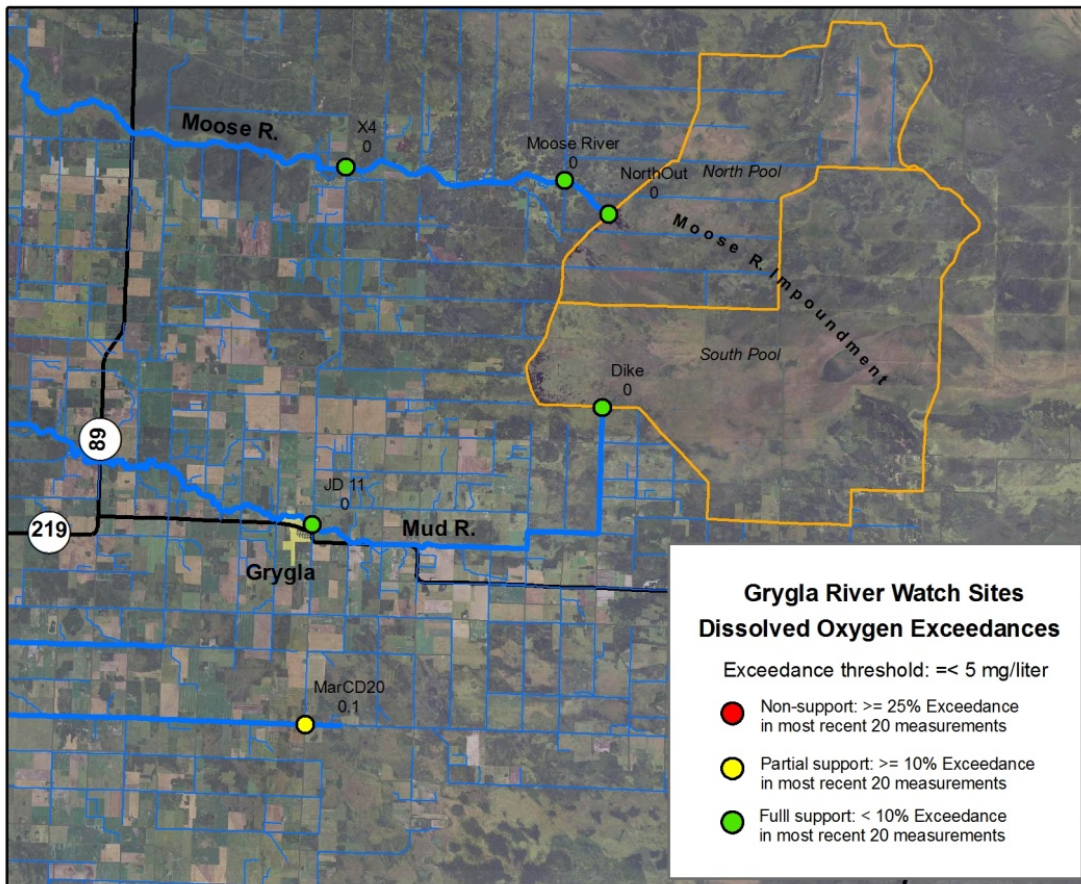 Moose R.
X4
0
Moose River
0
NorthOut
0
North Pool
Moose R. Impoundment
South Pool
Dike
0
89
JD 11
0
219
Mud R.
Grygla
MarCD20
0.1
Grygla River Watch Sites
Dissolved Oxygen Exceedances
Exceedance threshold: =< 5 mg/liter
Non-support: >= 25% Exceedance
in most recent 20 measurements
Partial support: >= 10% Exceedance
in most recent 20 measurements
Fulll support: < 10% Exceedance
in most recent 20 measurements